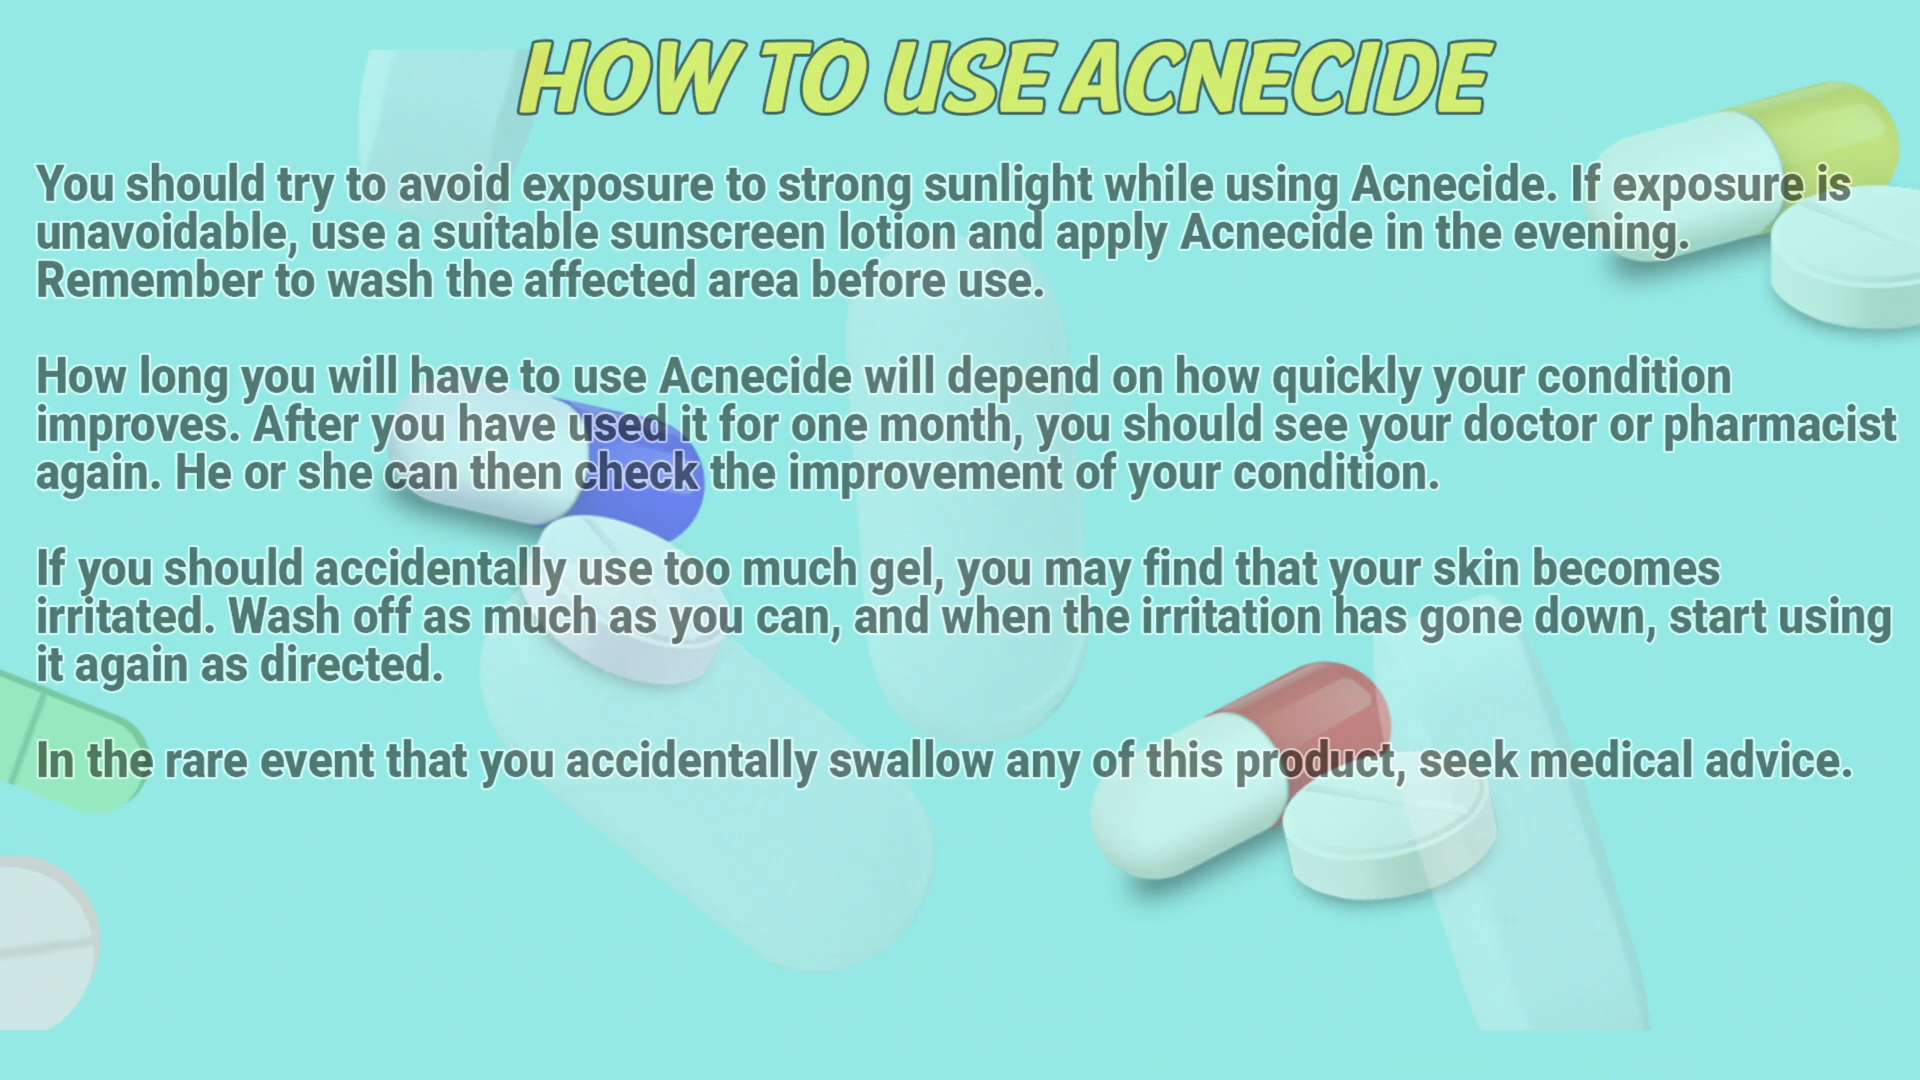 HOW TO USE ACNECIDE
You should try to avoid exposure to strong sunlight while using Acnecide. If exposure is
unavoidable, use a suitable sunscreen lotion and apply Acnecide in the evening.
Remember to wash the affected area before use.
How long you will have to use Acnecide will depend on how quickly your condition
improves. After you have used it for one month, you should see your doctor or pharmacist
again. He or she can then check the improvement of your condition.
If you should accidentally use too much gel, you may find that your skin becomes
irritated. Wash off as much as you can, and when the irritation has gone down, start using
it again as directed.
In the rare event that you accidentally swallow any of this product, seek medical advice.